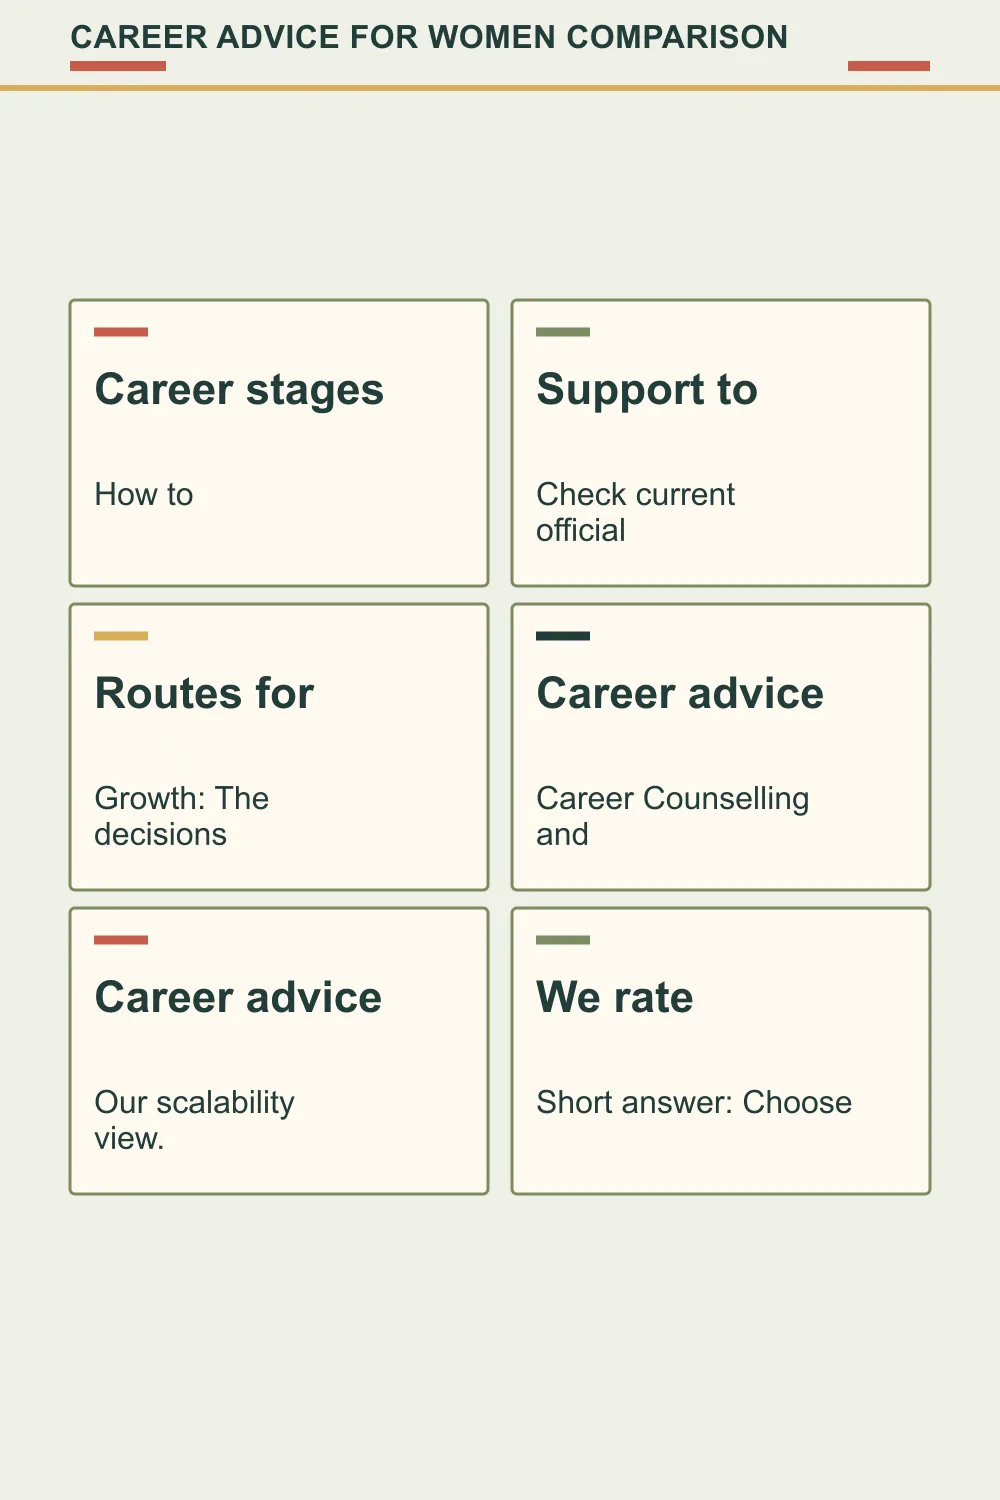 CAREER ADVICE FOR WOMEN COMPARISON
Career stages
How to
Support to
Check current
official
Routes for
Growth: The
decisions
Career advice
Career Counselling
and
Career advice
Our scalability
view.
We rate
Short answer: Choose